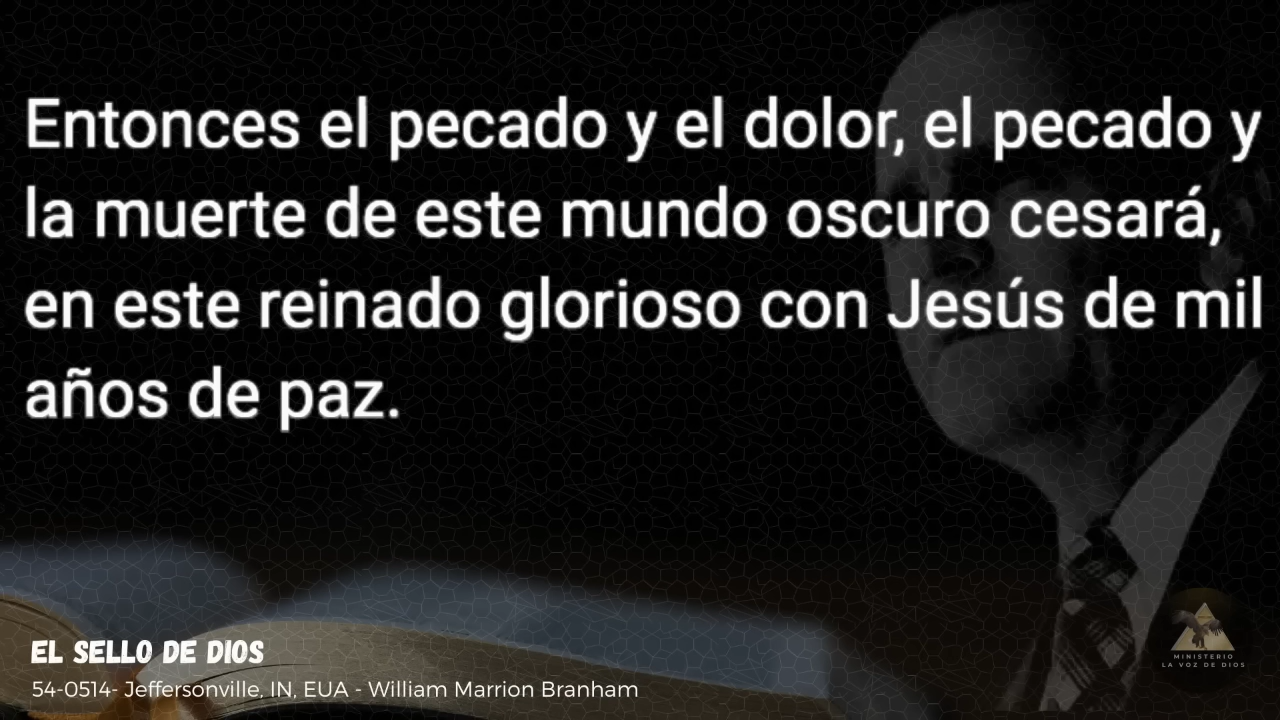 Entonces el pecado y el dolor, el pecado y
la muerte de este mundo oscuro cesará,
en este reinado glorioso con Jesús de mil
años de paz.
EL SELLO DE DIOS
54-0514- Jeffersonville, IN, EUA - William Marrion Branham
MINISTERIO
LA VOZ DE DIOS